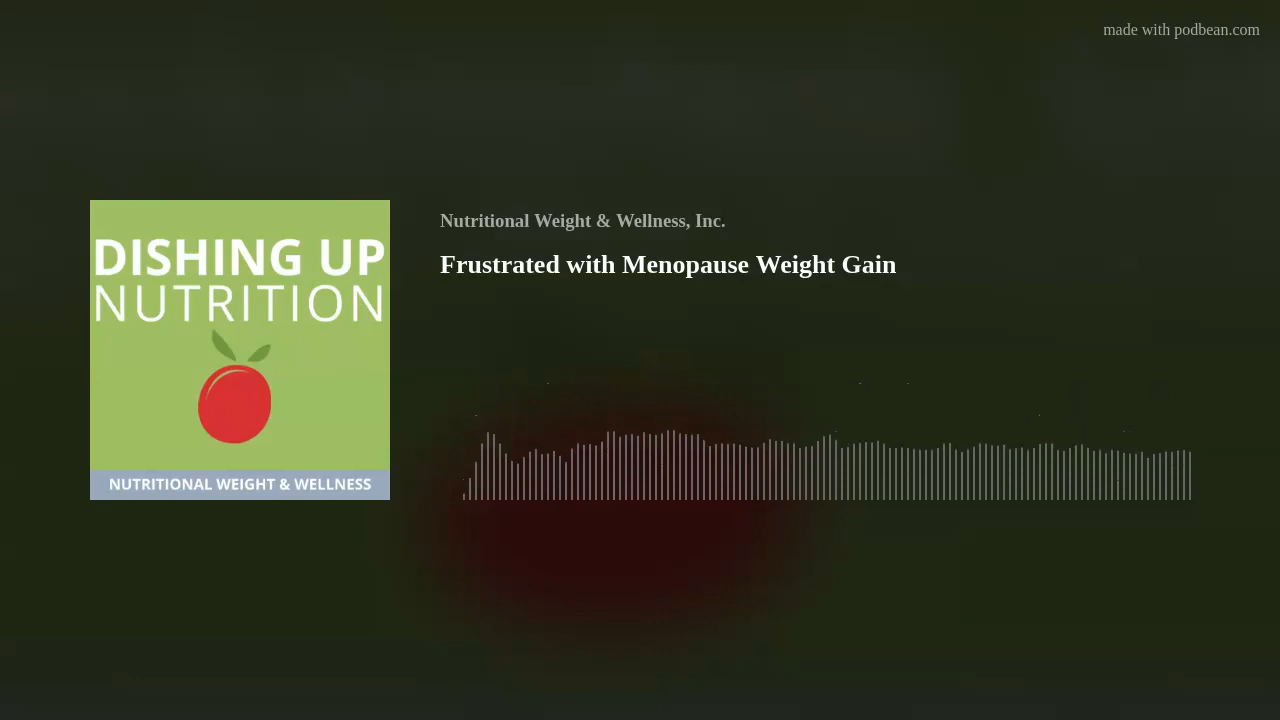 made with podbean.com
DISHING UP
NUTRITION
NUTRITIONAL WEIGHT & WELLNESS
Nutritional Weight & Wellness, Inc.
Frustrated with Menopause Weight Gain